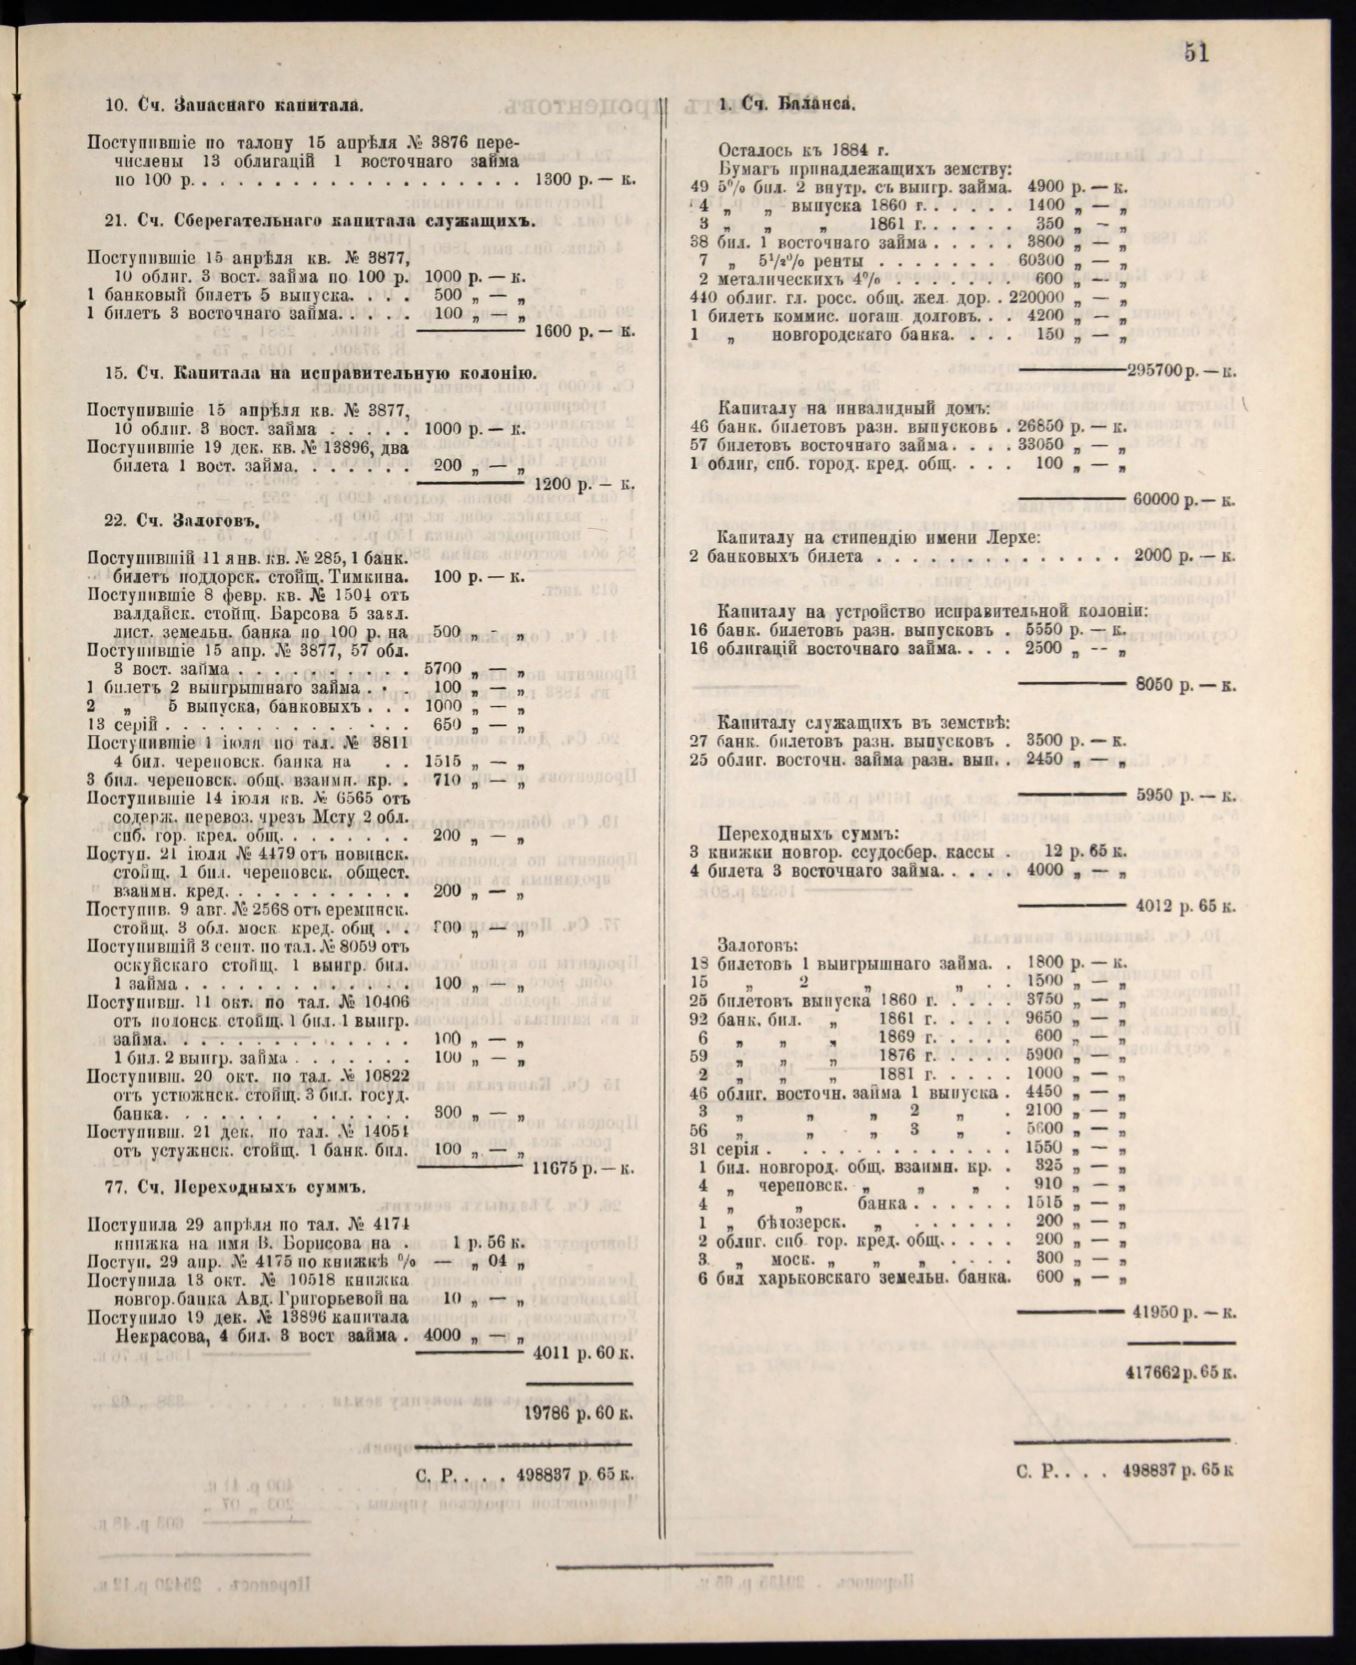 51
10. Сч. Запаснаго капитала.
Поступившіе по талону 15 апрѣля № 3876 пере-
числены 13 облигацій 1 восточнаго займа
по 100 р. . . . . . . . . . . . . . . . . . . 1300 р. — к.
21. Сч. Сберегательнаго капитала служащихъ.
Поступившіе 15 апрѣля кв. № 3877,
10 облиг. 3 вост. займа по 100 р. 1000 р. — к.
1 банковый билетъ 5 выпуска. . . . 500 „ — „
1 билетъ 3 восточнаго займа. . . . . 100 „ — „
1600 р. — к.
15. Сч. Капитала на исправительную колонію.
Поступившіе 15 апрѣля кв. № 3877,
10 облиг. 3 вост. займа . . . . . 1000 р. — к.
Поступившіе 19 дек. кв. № 13896, два
билета 1 вост. займа. . . . . . . 200 „ — „
1200 р. — к.
22. Сч. Залоговъ.
Поступившій 11 янв. кв. № 285, 1 банк.
билетъ поддорск. стойщ. Тимкина. 100 р. — к.
Поступившіе 8 февр. кв. № 1504 отъ
валдайск. стойщ. Барсова 5 закл.
лист. земельн. банка по 100 р. на 500 „ - „
Поступившіе 15 апр. № 3877, 57 обл.
3 вост. займа . . . . . . . . . . 5700 „ — „
1 билетъ 2 выигрышнаго займа . . . 100 „ — „
2 „ 5 выпуска, банковыхъ . . . 1000 „ — „
13 серій . . . . . . . . . . . . . 650 „ — „
Поступившіе 1 іюля по тал. № 3811
4 бил. череповск. банка на . . 1515 „ — „
3 бил. череповск. общ. взаимн. кр. . 710 „ — „
Поступившіе 14 іюля кв. № 6565 отъ
содерж. перевоз. чрезъ Мсту 2 обл.
спб. гор. кред. общ. . . . . . . . 200 „ — „
Поступ. 21 іюля № 4479 отъ новинск.
стойщ. 1 бил. череповск. общест.
взаимн. кред. . . . . . . . . . . 200 „ — „
Поступив. 9 авг. № 2568 отъ ереминск.
стойщ. 3 обл. моск кред. общ . . 300 „ — „
Поступившій 3 сент. по тал. № 8059 отъ
оскуйскаго стойщ. 1 выигр. бил.
1 займа . . . . . . . . . . . . . 100 „ — „
Поступивш. 11 окт. по тал. № 10406
отъ полонск стойщ. 1 бил. 1 выигр.
займа. . . . . . . . . . . . . . 100 „ — „
1 бил. 2 выигр. займа . . . . . . . 100 „ — „
Поступивш. 20 окт. по тал. № 10822
отъ устюжнск. стойщ. 3 бил. госуд.
банка. . . . . . . . . . . . . . 300 „ — „
Поступивш. 21 дек. по тал. № 14051
отъ устужнск. стойщ. 1 банк. бил. 100 „ — „
11675 р. — к.
77. Сч. Переходныхъ суммъ.
Поступила 29 апрѣля по тал. № 4174
книжка на имя В. Борисова на . 1 р. 56 к.
Поступ. 29 апр. № 4175 по книжкѣ % — „ 04 „
Поступила 13 окт. № 10518 книжка
новгор. банка Авд. Григорьевой на 10 „ — „
Поступило 19 дек. № 13896 капитала
Некрасова, 4 бил. 3 вост займа . 4000 „ — „
4011 р. 60 к.
19786 р. 60 к.
С. Р. . . . 498837 р. 65 к.
1. Сч. Баланса.
Осталось къ 1884 г.
Бумагъ принадлежащихъ земству:
49 5% бил. 2 внутр. съ выигр. займа. 4900 р. — к.
4 „ „ выпуска 1860 г. . . . . . 1400 „ — „
3 „ „ „ 1861 г. . . . . . 350 „ — „
38 бил. 1 восточнаго займа . . . . . 3800 „ — „
7 „ 5½% ренты . . . . . . . 60300 „ — „
2 металическихъ 4% . . . . . . . 600 „ — „
440 облиг. гл. росс. общ. жел. дор. . 220000 „ — „
1 билетъ коммис. погаш долговъ. . . 4200 „ — „
1 „ новгородскаго банка. . . . 150 „ — „
295700 р. — к.
Капиталу на инвалидный домъ:
46 банк. билетовъ разн. выпусковъ . 26850 р. — к.
57 билетовъ восточнаго займа. . . . 33050 „ — „
1 облиг, спб. город. кред. общ. . . . 100 „ — „
60000 р. — к.
Капиталу на стипендію имени Лерхе:
2 банковыхъ билета . . . . . . . . . . . . . . . 2000 р. — к.
Капиталу на устройство исправительной колоніи:
16 банк. билетовъ разн. выпусковъ . 5550 р. — к.
16 облигацій восточнаго займа. . . . 2500 „ -- „
8050 р. — к.
Капиталу служащихъ въ земствѣ:
27 банк. билетовъ разн. выпусковъ . 3500 р. — к.
25 облиг. восточн. займа разн. вып. . 2450 „ — „
5950 р. — к.
Переходныхъ суммъ:
3 книжки новгор. ссудосбер. кассы . 12 р. 65 к.
4 билета 3 восточнаго займа. . . . . 4000 „ — „
4012 р. 65 к.
Залоговъ:
18 билетовъ 1 выигрышнаго займа. . 1800 р. — к.
15 „ 2 „ „ . . 1500 „ — „
25 билетовъ выпуска 1860 г. . . . 3750 „ — „
92 банк. бил. „ 1861 г. . . . . 9650 „ — „
6 „ „ „ 1869 г. . . . . 600 „ — „
59 „ „ „ 1876 г. . . . . 5900 „ — „
2 „ „ „ 1881 г. . . . . 1000 „ — „
46 облиг. восточн. займа 1 выпуска . 4450 „ — „
3 „ „ „ 2 „ . 2100 „ — „
56 „ „ „ 3 „ . 5600 „ — „
31 серія . . . . . . . . . . . . . 1550 „ — „
1 бил. новгород. общ. взаимн. кр. . 325 „ — „
4 „ череповск. „ „ „ . 910 „ — „
4 „ „ банка . . . . . . 1515 „ — „
1 „ бѣлозерск. „ . . . . . . 200 „ — „
2 облиг. спб гор. кред. общ. . . . . 200 „ — „
3 „ моск. „ „ „ . . . . 300 „ — „
6 бил харьковскаго земельн. банка. 600 „ — „
41950 р. — к.
417662 р. 65 к.
С. Р. . . . 498837 р. 65 к